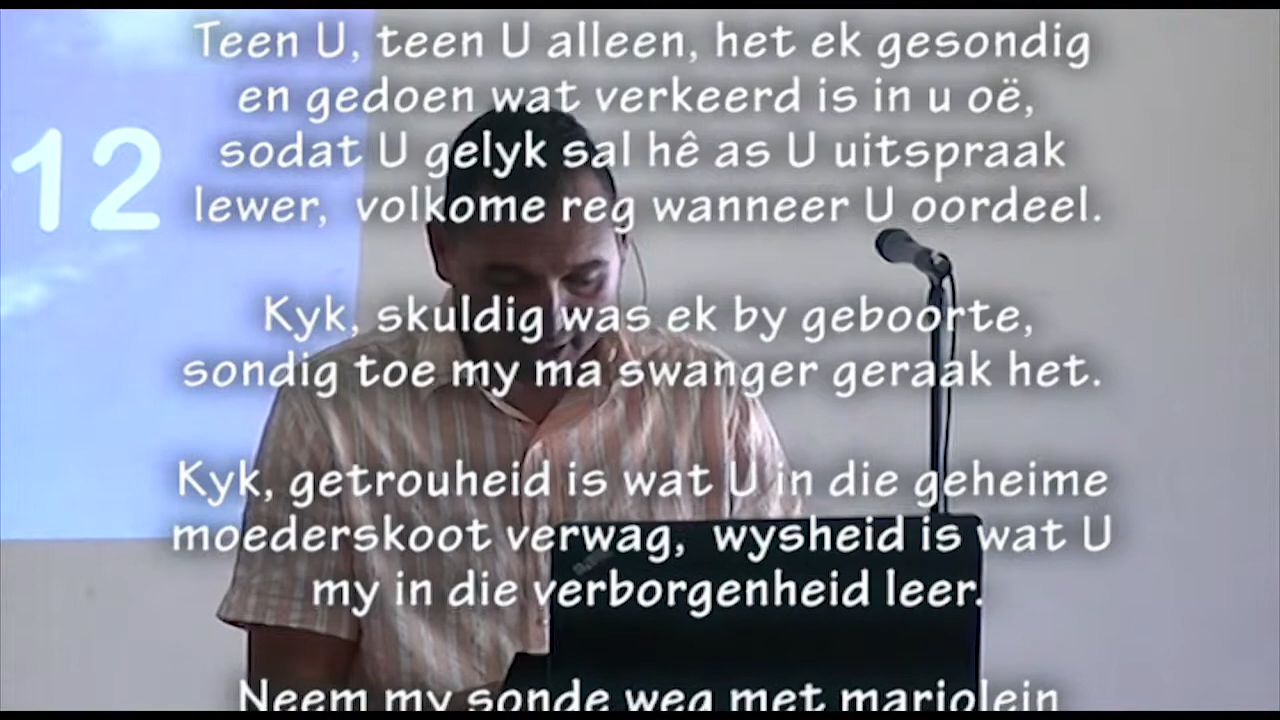 Teen U, teen U alleen, het ek gesondig
en gedoen wat verkeerd is in u oë,
12
sodat U gelyk sal hê as U uitspraak
lewer, volkome reg wanneer U oordeel.
Kyk, skuldig was ek by geboorte,
sondig toe my ma swanger geraak het.
Kyk, getrouheid is wat U in die geheime
moederskoot verwag, wysheid is wat U
my in die verborgenheid leer.
Neem my sonde weg met mariolein